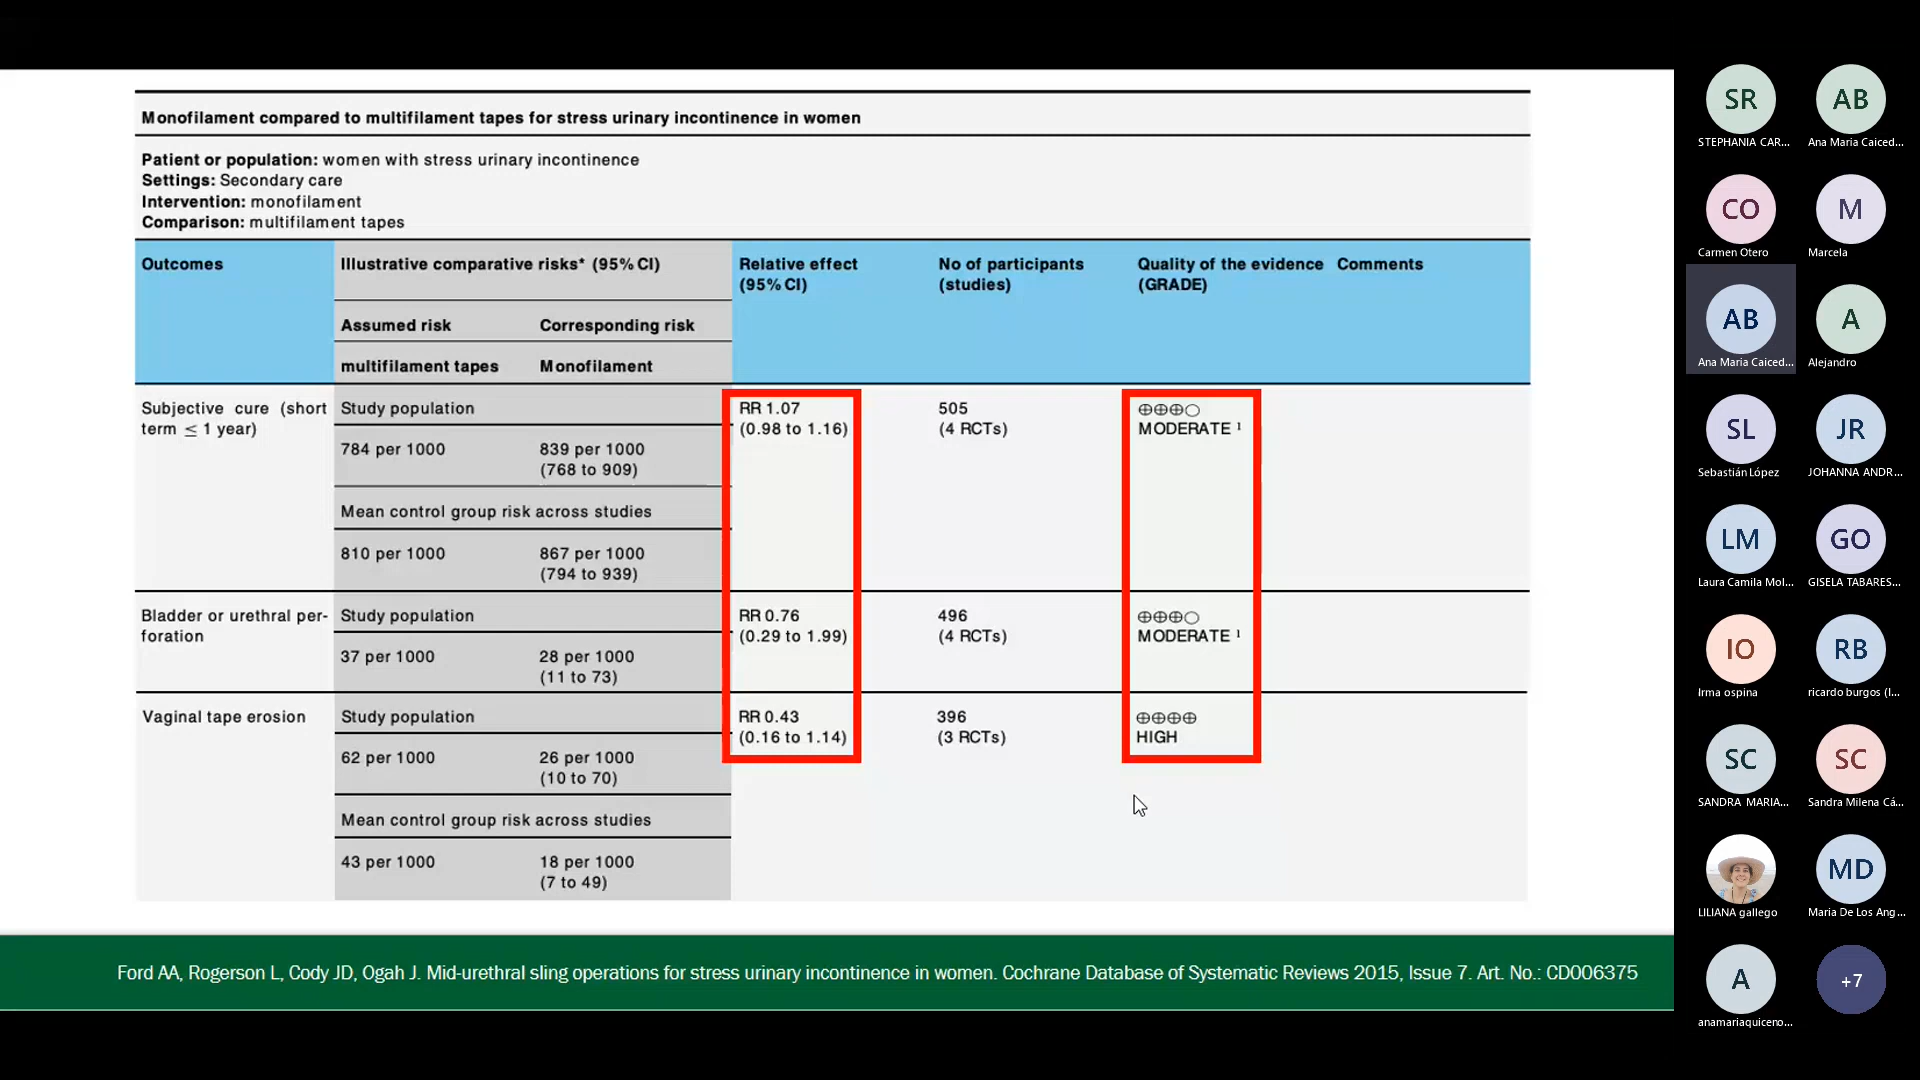 Monofilament compared to multifilament tapes for stress urinary incontinence in women
Patient or population: women with stress urinary incontinence
Settings: Secondary care
Intervention: monofilament
Comparison: multifilament tapes
Outcomes
Illustrative comparative risks* (95% CI)
Relative effect
(95% CI)
No of participants
(studies)
Quality of the evidence
(GRADE)
Comments
Assumed risk
Corresponding risk
multifilament tapes
Monofilament
Subjective cure (short
term ≤ 1 year)
Study population
RR 1.07
(0.98 to 1.16)
505
(4 RCTs)
⊕⊕⊕○
MODERATE ¹
784 per 1000
839 per 1000
(768 to 909)
Mean control group risk across studies
810 per 1000
867 per 1000
(794 to 939)
Bladder or urethral per-
foration
Study population
RR 0.76
(0.29 to 1.99)
496
(4 RCTs)
⊕⊕⊕○
MODERATE ¹
37 per 1000
28 per 1000
(11 to 73)
Vaginal tape erosion
Study population
RR 0.43
(0.16 to 1.14)
396
(3 RCTs)
⊕⊕⊕⊕
HIGH
62 per 1000
26 per 1000
(10 to 70)
Mean control group risk across studies
43 per 1000
18 per 1000
(7 to 49)
Ford AA, Rogerson L, Cody JD, Ogah J. Mid-urethral sling operations for stress urinary incontinence in women. Cochrane Database of Systematic Reviews 2015, Issue 7. Art. No.: CD006375
SR
STEPHANIA CAR...
AB
Ana Maria Caiced...
CO
Carmen Otero
M
Marcela
AB
Ana Maria Caiced...
A
Alejandro
SL
Sebastián López
JR
JOHANNA ANDR...
LM
Laura Camila Mol...
GO
GISELA TABARES...
IO
Irma ospina
RB
ricardo burgos (I...
SC
SANDRA MARIA...
SC
Sandra Milena Cá...
LILIANA gallego
MD
Maria De Los Ang...
A
anamariaquiceno...
+7